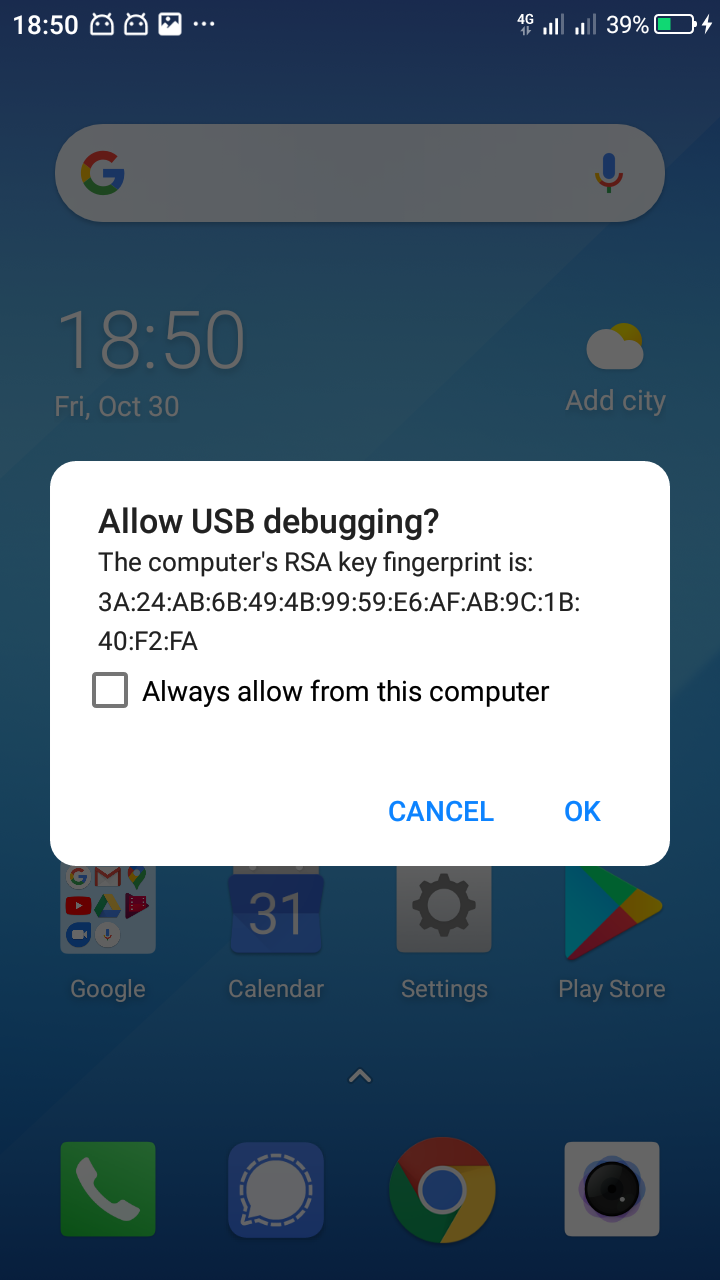 18:50 4G 39%
18:50
Fri, Oct 30
Add city
Allow USB debugging?
The computer's RSA key fingerprint is:
3A:24:AB:6B:49:4B:99:59:E6:AF:AB:9C:1B:
40:F2:FA
Always allow from this computer
CANCEL OK
31
Google Calendar Settings Play Store